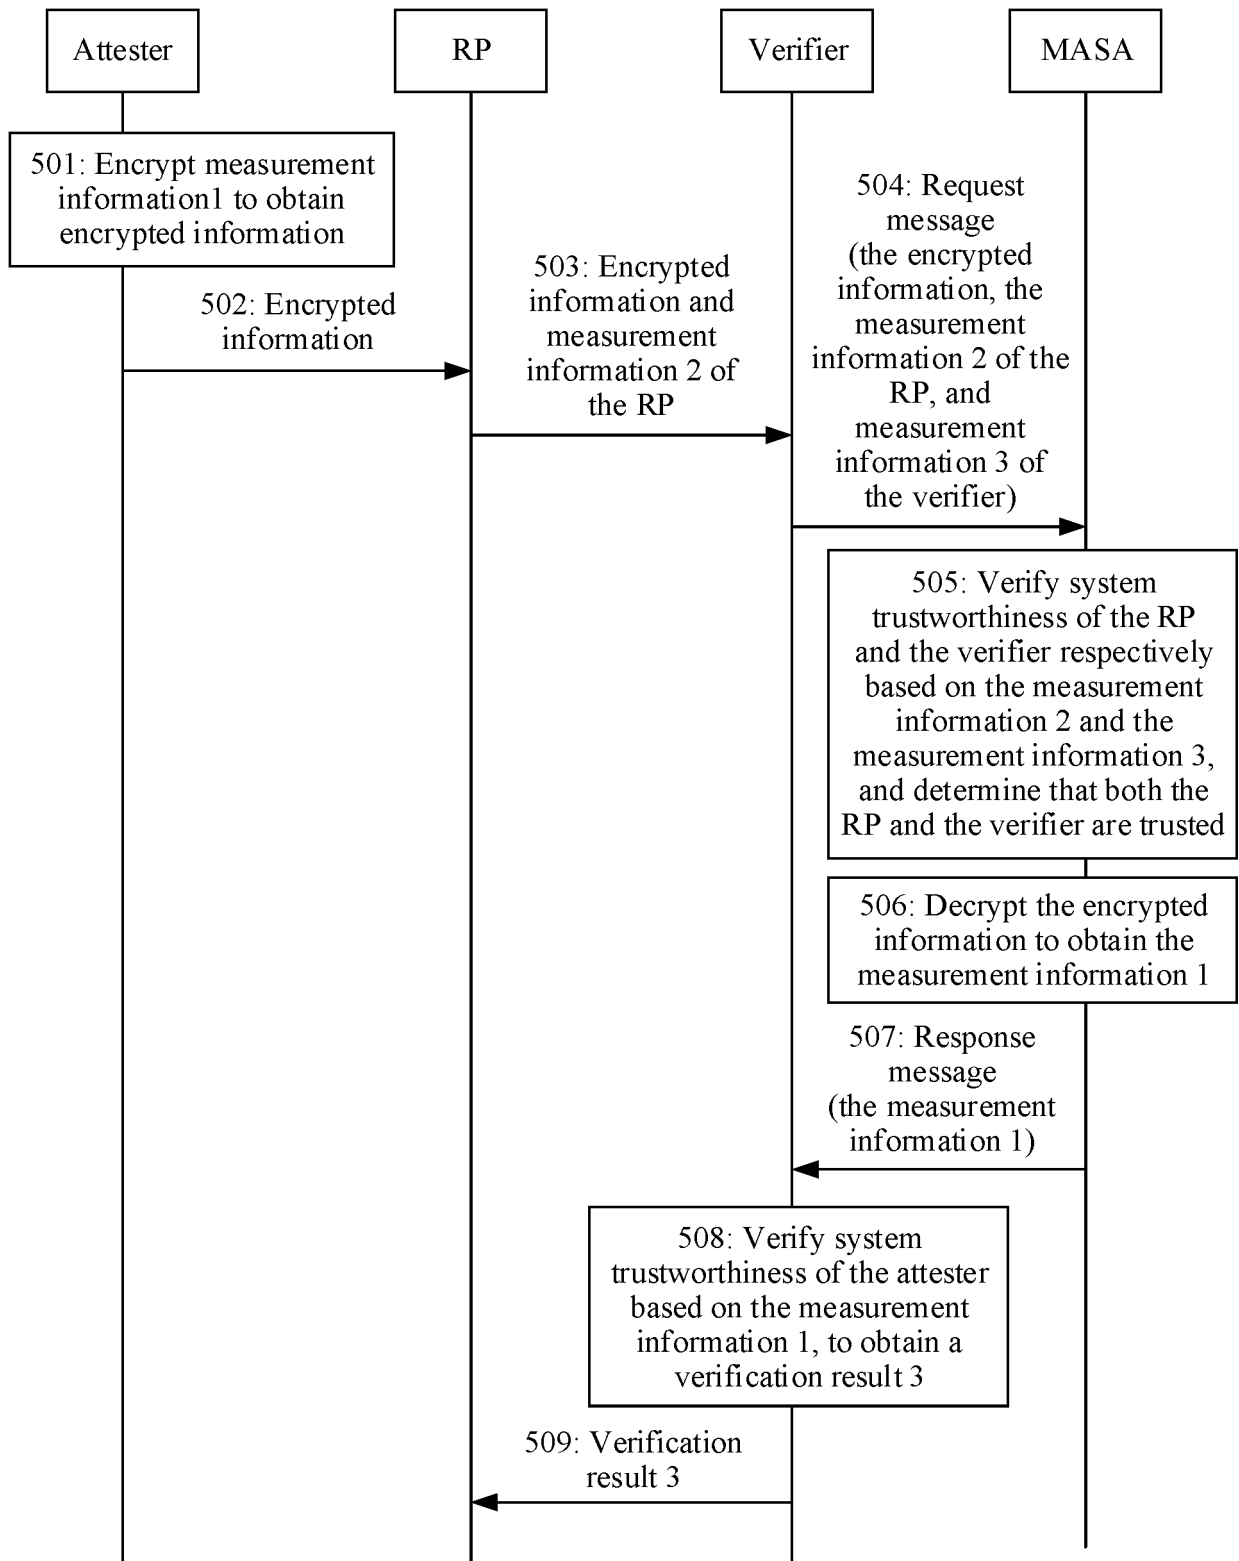 Attester
RP
Verifier
MASA
501: Encrypt measurement
information1 to obtain
encrypted information
502: Encrypted
information
503: Encrypted
information and
measurement
information 2 of
the RP
504: Request
message
(the encrypted
information, the
measurement
information 2 of the
RP, and
measurement
information 3 of
the verifier)
505: Verify system
trustworthiness of the RP
and the verifier respectively
based on the measurement
information 2 and the
measurement information 3,
and determine that both the
RP and the verifier are trusted
506: Decrypt the encrypted
information to obtain the
measurement information 1
507: Response
message
(the measurement
information 1)
508: Verify system
trustworthiness of the attester
based on the measurement
information 1, to obtain a
verification result 3
509: Verification
result 3